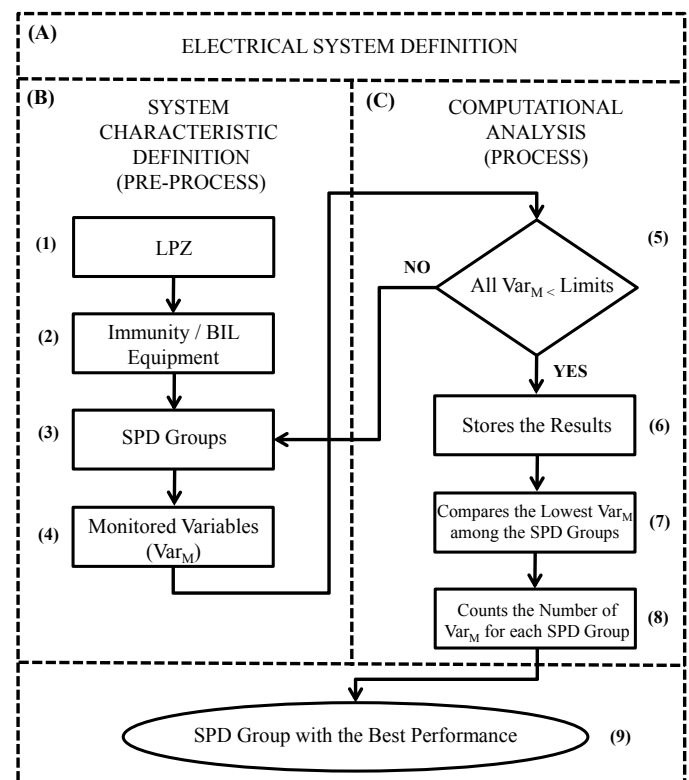 (A)
ELECTRICAL SYSTEM DEFINITION
(B)
SYSTEM
CHARACTERISTIC
DEFINITION
(PRE-PROCESS)
(1)
LPZ
(2)
Immunity / BIL
Equipment
(3)
SPD Groups
(4)
Monitored Variables
(VarM)
(C)
COMPUTATIONAL
ANALYSIS
(PROCESS)
(5)
NO
All VarM < Limits
YES
Stores the Results
(6)
Compares the Lowest VarM
among the SPD Groups
(7)
Counts the Number of
VarM for each SPD Group
(8)
SPD Group with the Best Performance
(9)